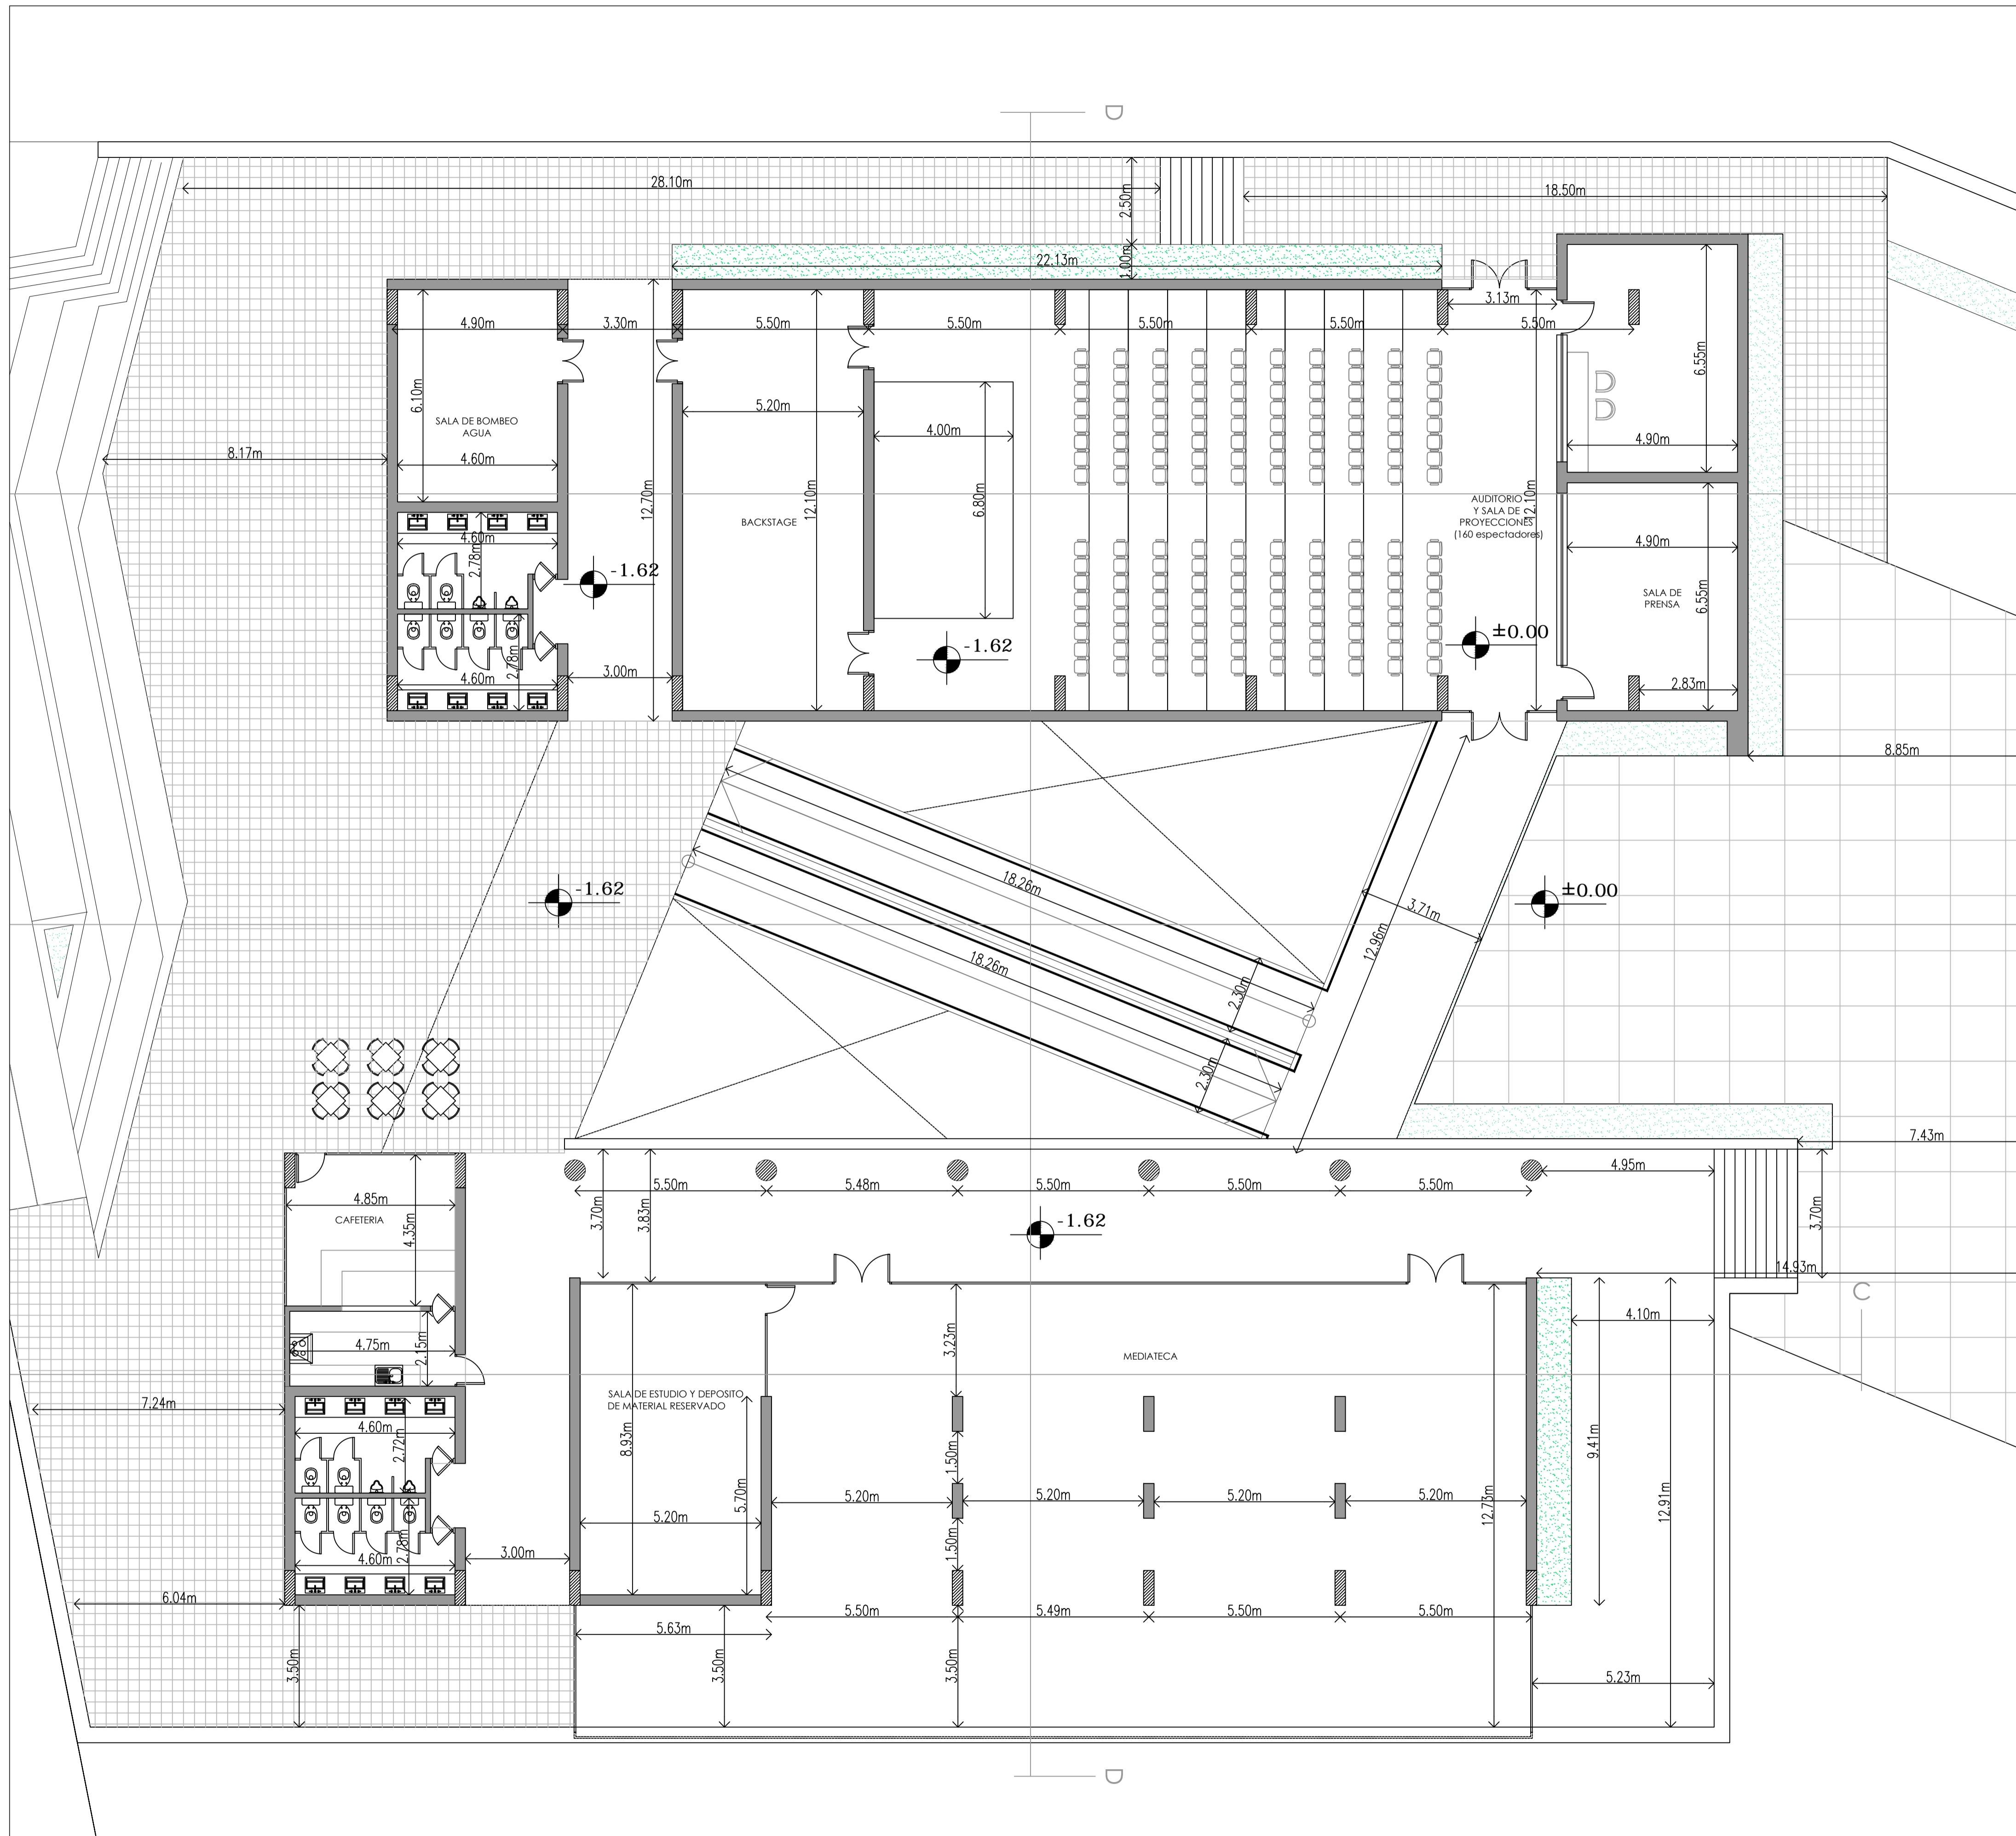 D
28.10m
2.50m
18.50m
1.00m
22.13m
3.13m
4.90m
3.30m
5.50m
5.50m
5.50m
5.50m
5.50m
6.10m
6.55m
5.20m
4.00m
SALA DE BOMBEO
AGUA
4.90m
8.17m
4.60m
12.70m
12.10m
6.80m
12.10m
BACKSTAGE
AUDITORIO
Y SALA DE
PROYECCIONES
(160 espectadores)
4.60m
2.78m
4.90m
-1.62
SALA DE
PRENSA
6.55m
-1.62
±0.00
2.78m
4.60m
3.00m
2.83m
8.85m
18.26m
-1.62
±0.00
3.71m
12.96m
18.26m
2.30m
2.30m
7.43m
4.95m
5.50m
5.48m
5.50m
5.50m
5.50m
4.85m
3.70m
3.83m
CAFETERIA
-1.62
3.70m
4.35m
14.93m
C
4.10m
4.75m
2.15m
3.23m
MEDIATECA
SALA DE ESTUDIO Y DEPOSITO
DE MATERIAL RESERVADO
7.24m
4.60m
2.72m
8.93m
9.41m
1.50m
5.70m
5.20m
5.20m
5.20m
5.20m
12.73m
12.91m
5.20m
2.78m
4.60m
3.00m
1.50m
6.04m
5.50m
5.49m
5.50m
5.50m
5.63m
3.50m
3.50m
3.50m
5.23m
D